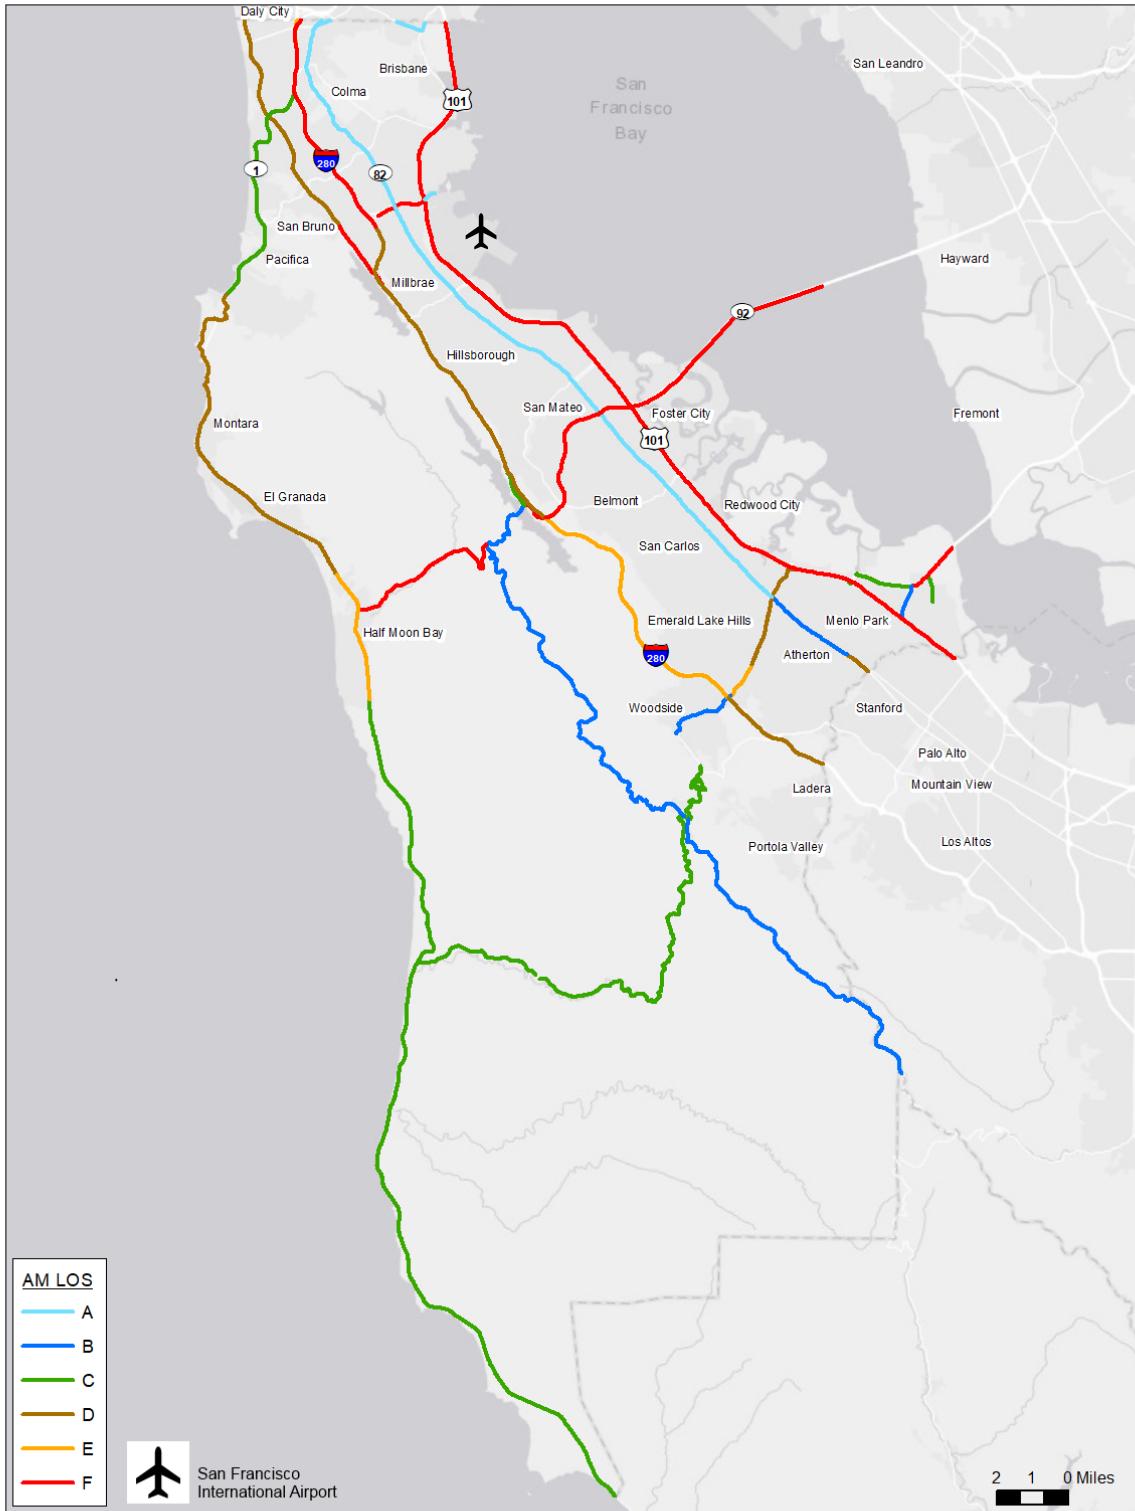 Daly City
San Leandro
Brisbane
San
Francisco
Bay
Colma
101
280
1
82
San Bruno
Pacifica
Hayward
Millbrae
92
Hillsborough
San Mateo
Foster City
Fremont
Montara
101
El Granada
Belmont
Redwood City
San Carlos
Half Moon Bay
Emerald Lake Hills
Menlo Park
280
Atherton
Woodside
Stanford
Palo Alto
Ladera
Mountain View
Portola Valley
Los Altos
AM LOS
A
B
C
D
E
F
San Francisco
International Airport
2 1 0 Miles